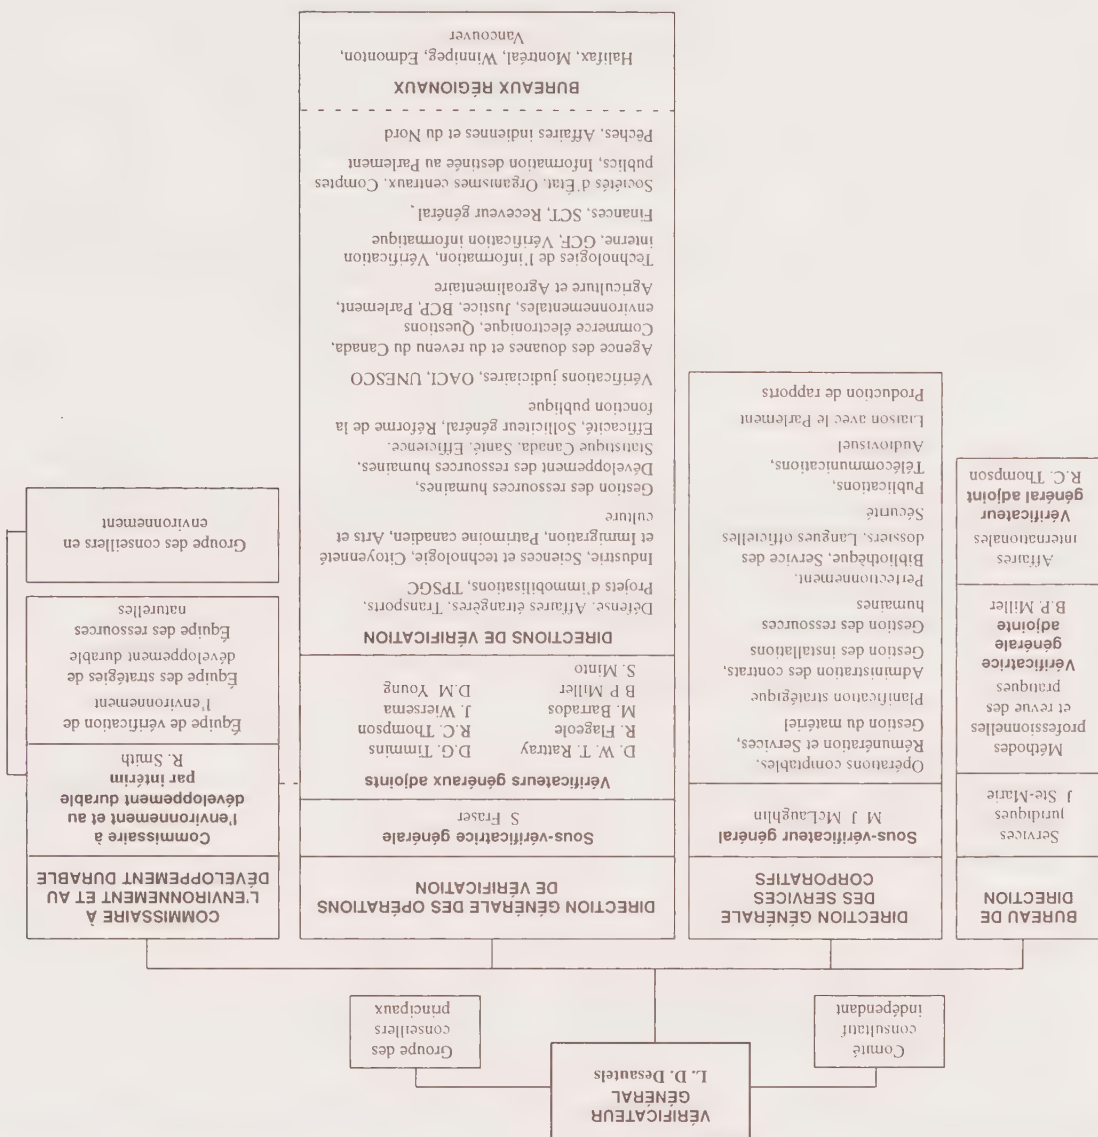 VÉRIFICATEUR
GÉNÉRAL
L. D. Desautels
Comité
consultatif
indépendant
Groupe des
conseillers
principaux
BUREAU DE
DIRECTION
Services
juridiques
J Ste-Marie
Méthodes
professionnelles
et revue des
pratiques
Vérificatrice
générale
adjointe
B.P. Miller
Affaires
internationales
Vérificateur
général adjoint
R.C. Thompson
DIRECTION GÉNÉRALE
DES SERVICES
CORPORATIFS
Sous-vérificateur général
M J McLaughlin
Opérations comptables.
Rémunération et Services,
Gestion du matériel
Planification stratégique
Administration des contrats,
Gestion des installations
Gestion des ressources
humaines
Perfectionnement.
Bibliothèque, Service des
dossiers. Langues officielles
Sécurité
Publications,
Télécommunications,
Audiovisuel
Liaison avec le Parlement
Production de rapports
DIRECTION GÉNÉRALE DES OPÉRATIONS
DE VÉRIFICATION
Sous-vérificatrice générale
S Fraser
Vérificateurs généraux adjoints
D. W. T. Rattray D.G. Timmins
R. Flageole R.C. Thompson
M. Barrados J. Wiersema
B P Miller D.M Young
S. Minto
DIRECTIONS DE VÉRIFICATION
Défense. Affaires étrangères. Transports.
Projets d'immobilisations, TPSGC
Industrie, Sciences et technologie, Citoyenneté
et Immigration, Patrimoine canadien, Arts et
culture
Gestion des ressources humaines,
Développement des ressources humaines,
Statistique Canada. Santé. Efficience.
Efficacité, Solliciteur général, Réforme de la
fonction publique
Vérifications judiciaires, OACI, UNESCO
Agence des douanes et du revenu du Canada,
Commerce électronique, Questions
environnementales, Justice. BCP, Parlement,
Agriculture et Agroalimentaire
Technologies de l'information, Vérification
interne. GCF, Vérification informatique
Finances. SCT, Receveur général
Sociétés d'État. Organismes centraux. Comptes
publics, Information destinée au Parlement
Pêches. Affaires indiennes et du Nord
BUREAUX RÉGIONAUX
Halifax, Montréal, Winnipeg, Edmonton,
Vancouver
COMMISSAIRE À
L'ENVIRONNEMENT ET AU
DÉVELOPPEMENT DURABLE
Commissaire à
l'environnement et au
développement durable
par intérim
R. Smith
Équipe de vérification de
l'environnement
Équipe des stratégies de
développement durable
Équipe des ressources
naturelles
Groupe des conseillers en
environnement